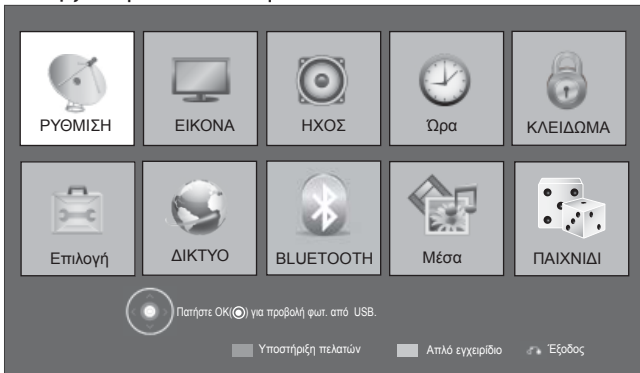 ΡΥΘΜΙΣΗ ΕΙΚΟΝΑ ΗΧΟΣ Ώρα ΚΛΕΙΔΩΜΑ
Επιλογή ΔΙΚΤΥΟ BLUETOOTH Μέσα ΠΑΙΧΝΙΔΙ
Πατήστε OK(◉) για προβολή φωτ. από USB.
Υποστήριξη πελατών Απλό εγχειρίδιο Έξοδος